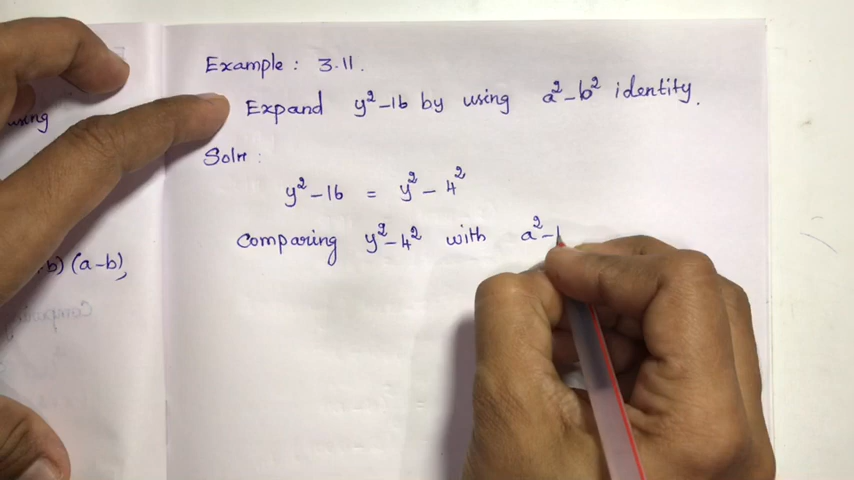 using
b) (a-b),
Example : 3.11.
Expand y²-16 by using a²-b² identity.
Soln :
y²-16 = y² - 4²
Comparing y²-4² with a²-